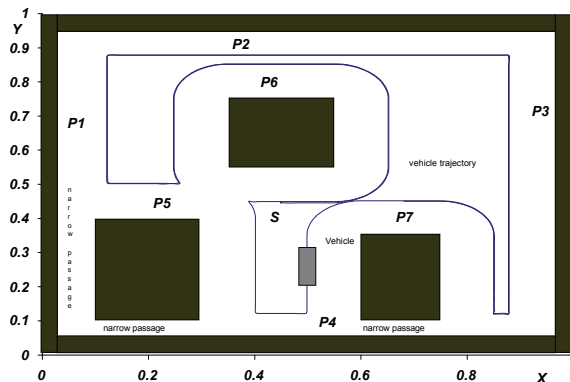 1
Y
0.9
0.8
0.7
0.6
0.5
0.4
0.3
0.2
0.1
0
P2
P6
P1
P3
vehicle trajectory
narrow passage
P5
S
P7
Vehicle
P4
narrow passage
narrow passage
0
0.2
0.4
0.6
0.8
X